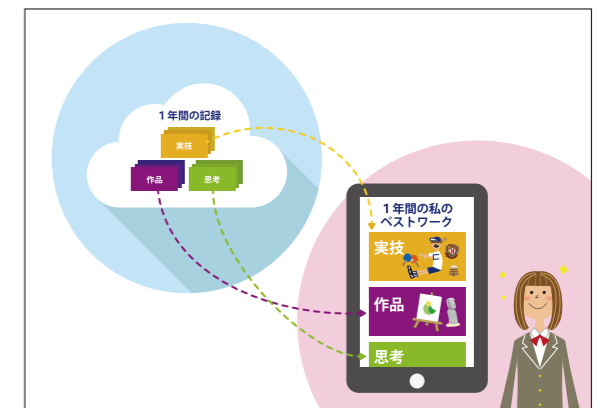 1年間の記録
実技
作品
思考
1年間の私の
ベストワーク
実技
作品
思考